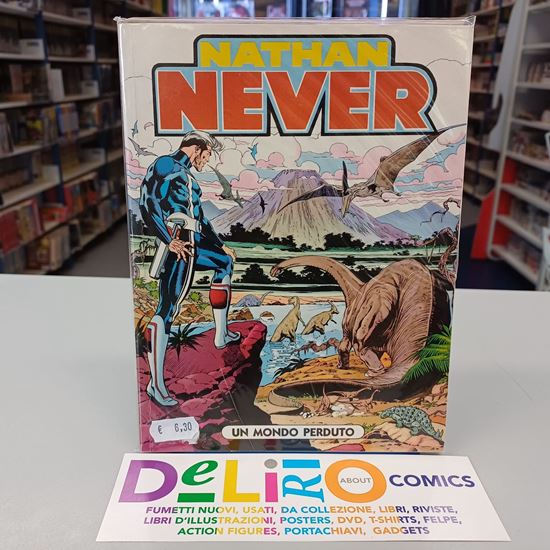 NATHAN
NEVER
UN MONDO PERDUTO
€ 6,30
DeLiRiO
ABOUT
COMICS
FUMETTI NUOVI, USATI, DA COLLEZIONE, LIBRI, RIVISTE,
LIBRI D'ILLUSTRAZIONI, POSTERS, DVD, T-SHIRTS, FELPE,
ACTION FIGURES, PORTACHIAVI, GADGETS